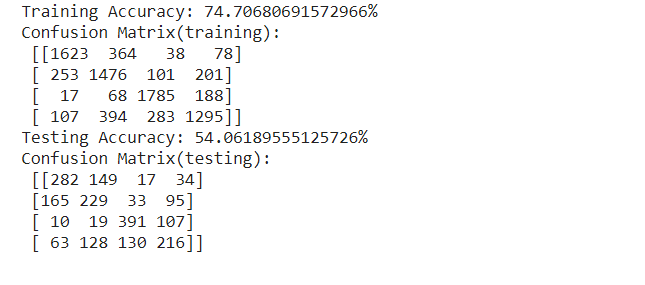 Training Accuracy: 74.70680691572966%
Confusion Matrix(training):
[[1623 364 38 78]
[ 253 1476 101 201]
[ 17 68 1785 188]
[ 107 394 283 1295]]
Testing Accuracy: 54.06189555125726%
Confusion Matrix(testing):
[[282 149 17 34]
[165 229 33 95]
[ 10 19 391 107]
[ 63 128 130 216]]